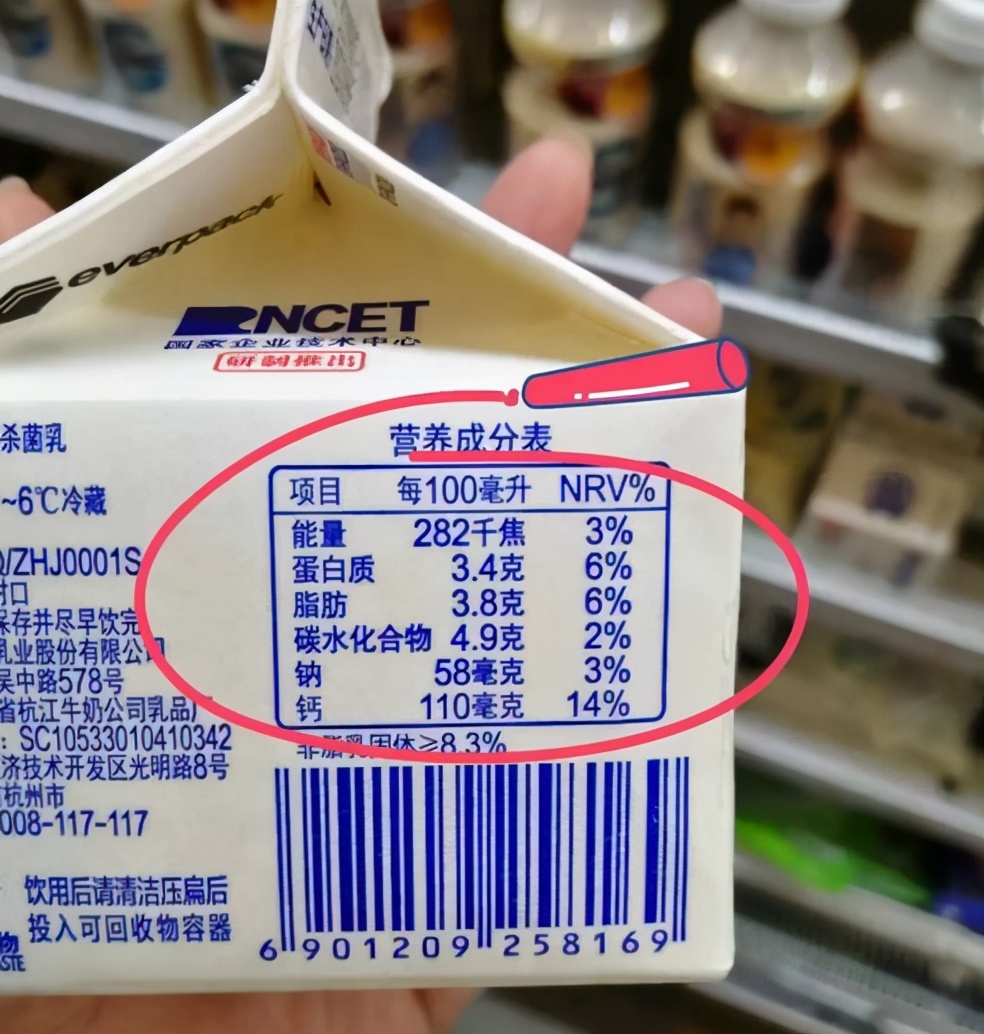 everpack
RNCET
国家企业技术中心
研制推出
杀菌乳
~6℃冷藏
Q/ZHJ0001S
封口
保存并尽早饮完
乳业股份有限公司
吴中路578号
省杭江牛奶公司乳品厂
: SC10533010410342
济技术开发区光明路8号
杭州市
008-117-117
饮用后请清洁压扁后
投入可回收物容器
物
STE
营养成分表
项目 每100毫升 NRV%
能量 282千焦 3%
蛋白质 3.4克 6%
脂肪 3.8克 6%
碳水化合物 4.9克 2%
钠 58毫克 3%
钙 110毫克 14%
非脂乳固体≥8.3%
6 901209 258169